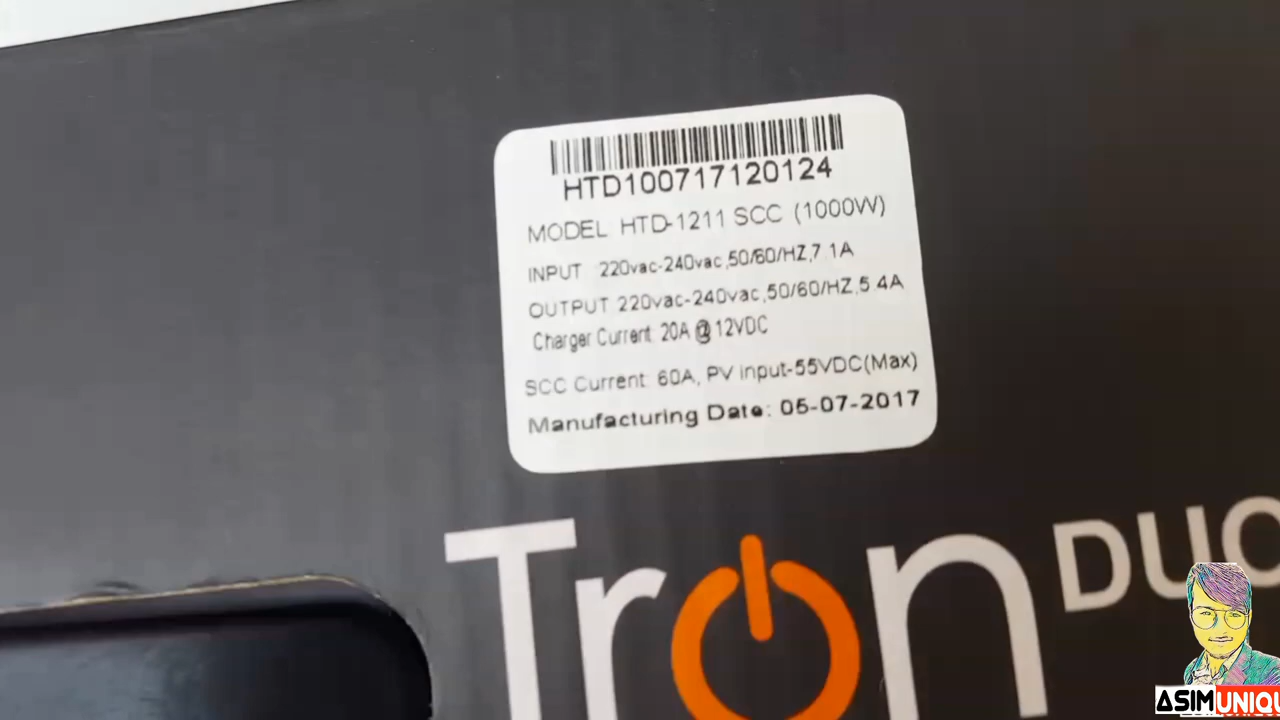 HTD100717120124
MODEL HTD-1211 SCC (1000W)
INPUT 220vac-240vac,50/60/HZ,7.1A
OUTPUT 220vac-240vac,50/60/HZ,5.4A
Charger Current 20A @ 12VDC
SCC Current: 60A, PV input-55VDC(Max)
Manufacturing Date: 05-07-2017
Tron DUO
ASIMUNIQU